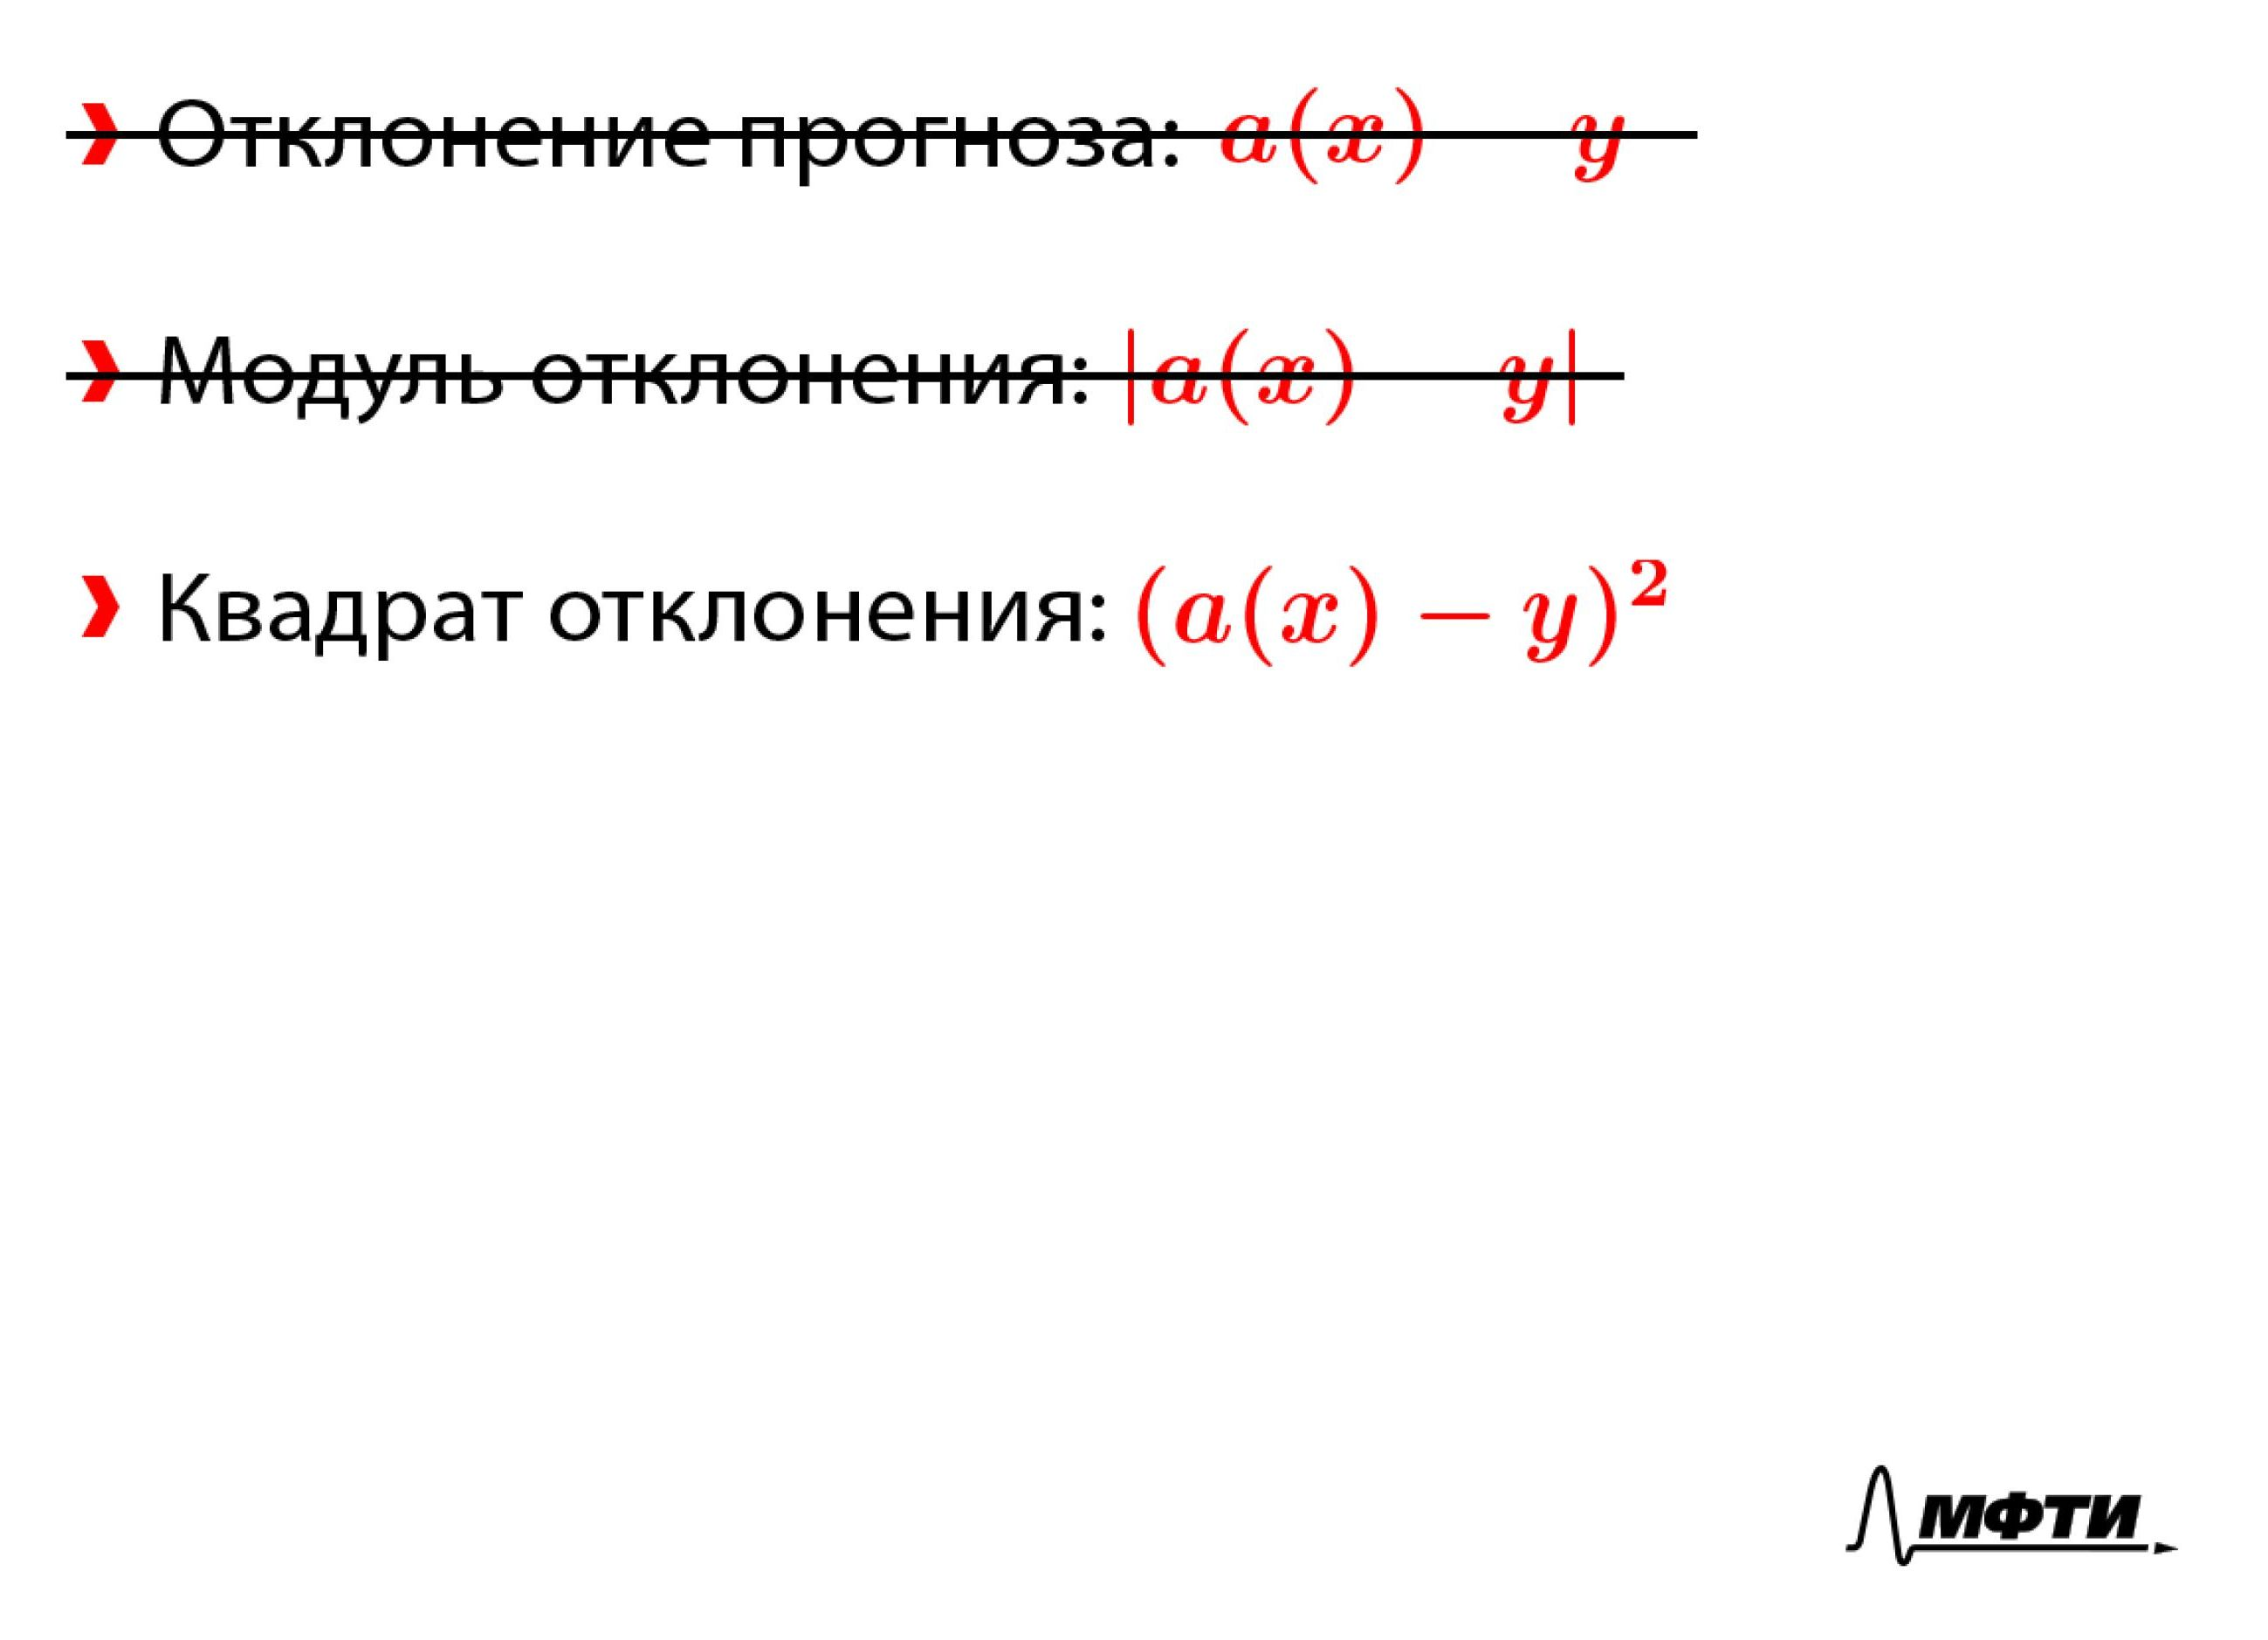 Отклонение прогноза: a(x) − y
Модуль отклонения: |a(x) − y|
Квадрат отклонения: (a(x) − y)²
МФТИ